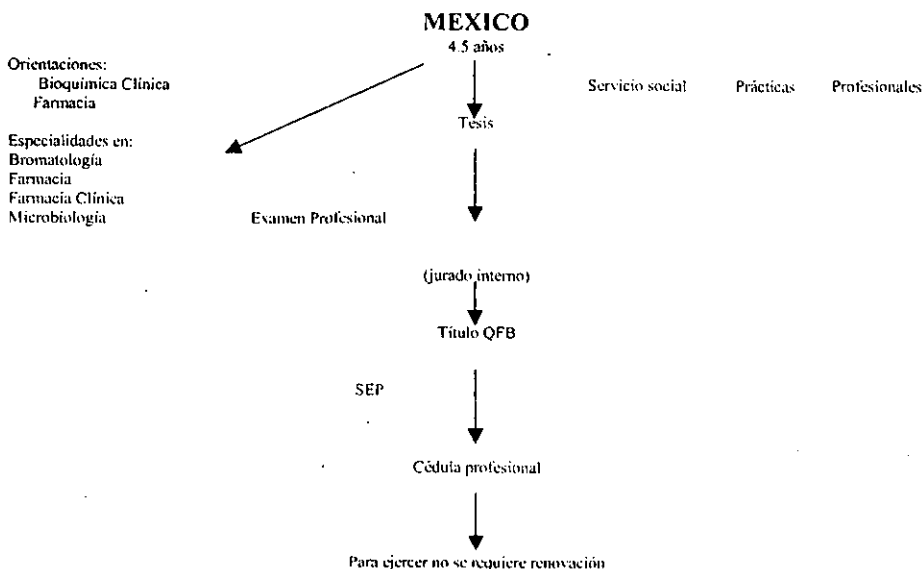 MEXICO
4.5 años
Orientaciones:
Bioquímica Clínica
Farmacia
Servicio social Prácticas Profesionales
Tesis
Especialidades en:
Bromatología
Farmacia
Farmacia Clínica
Microbiología
Examen Profesional
(jurado interno)
Título QFB
SEP
Cédula profesional
Para ejercer no se requiere renovación